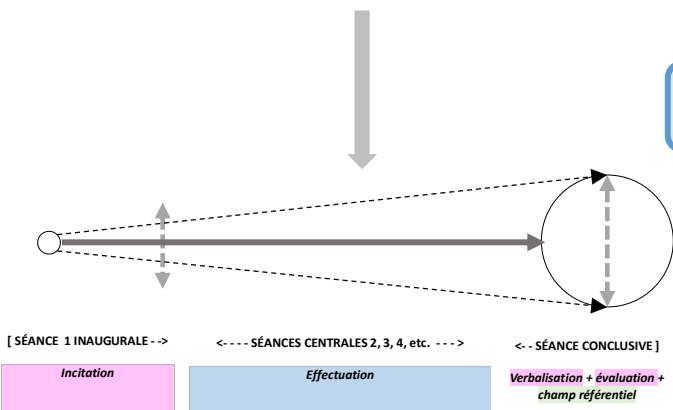 [ SÉANCE 1 INAUGURALE - ->
<- - - - SÉANCES CENTRALES 2, 3, 4, etc. - - - >
<- - SÉANCE CONCLUSIVE ]
Incitation
Effectuation
Verbalisation + évaluation +
champ référentiel